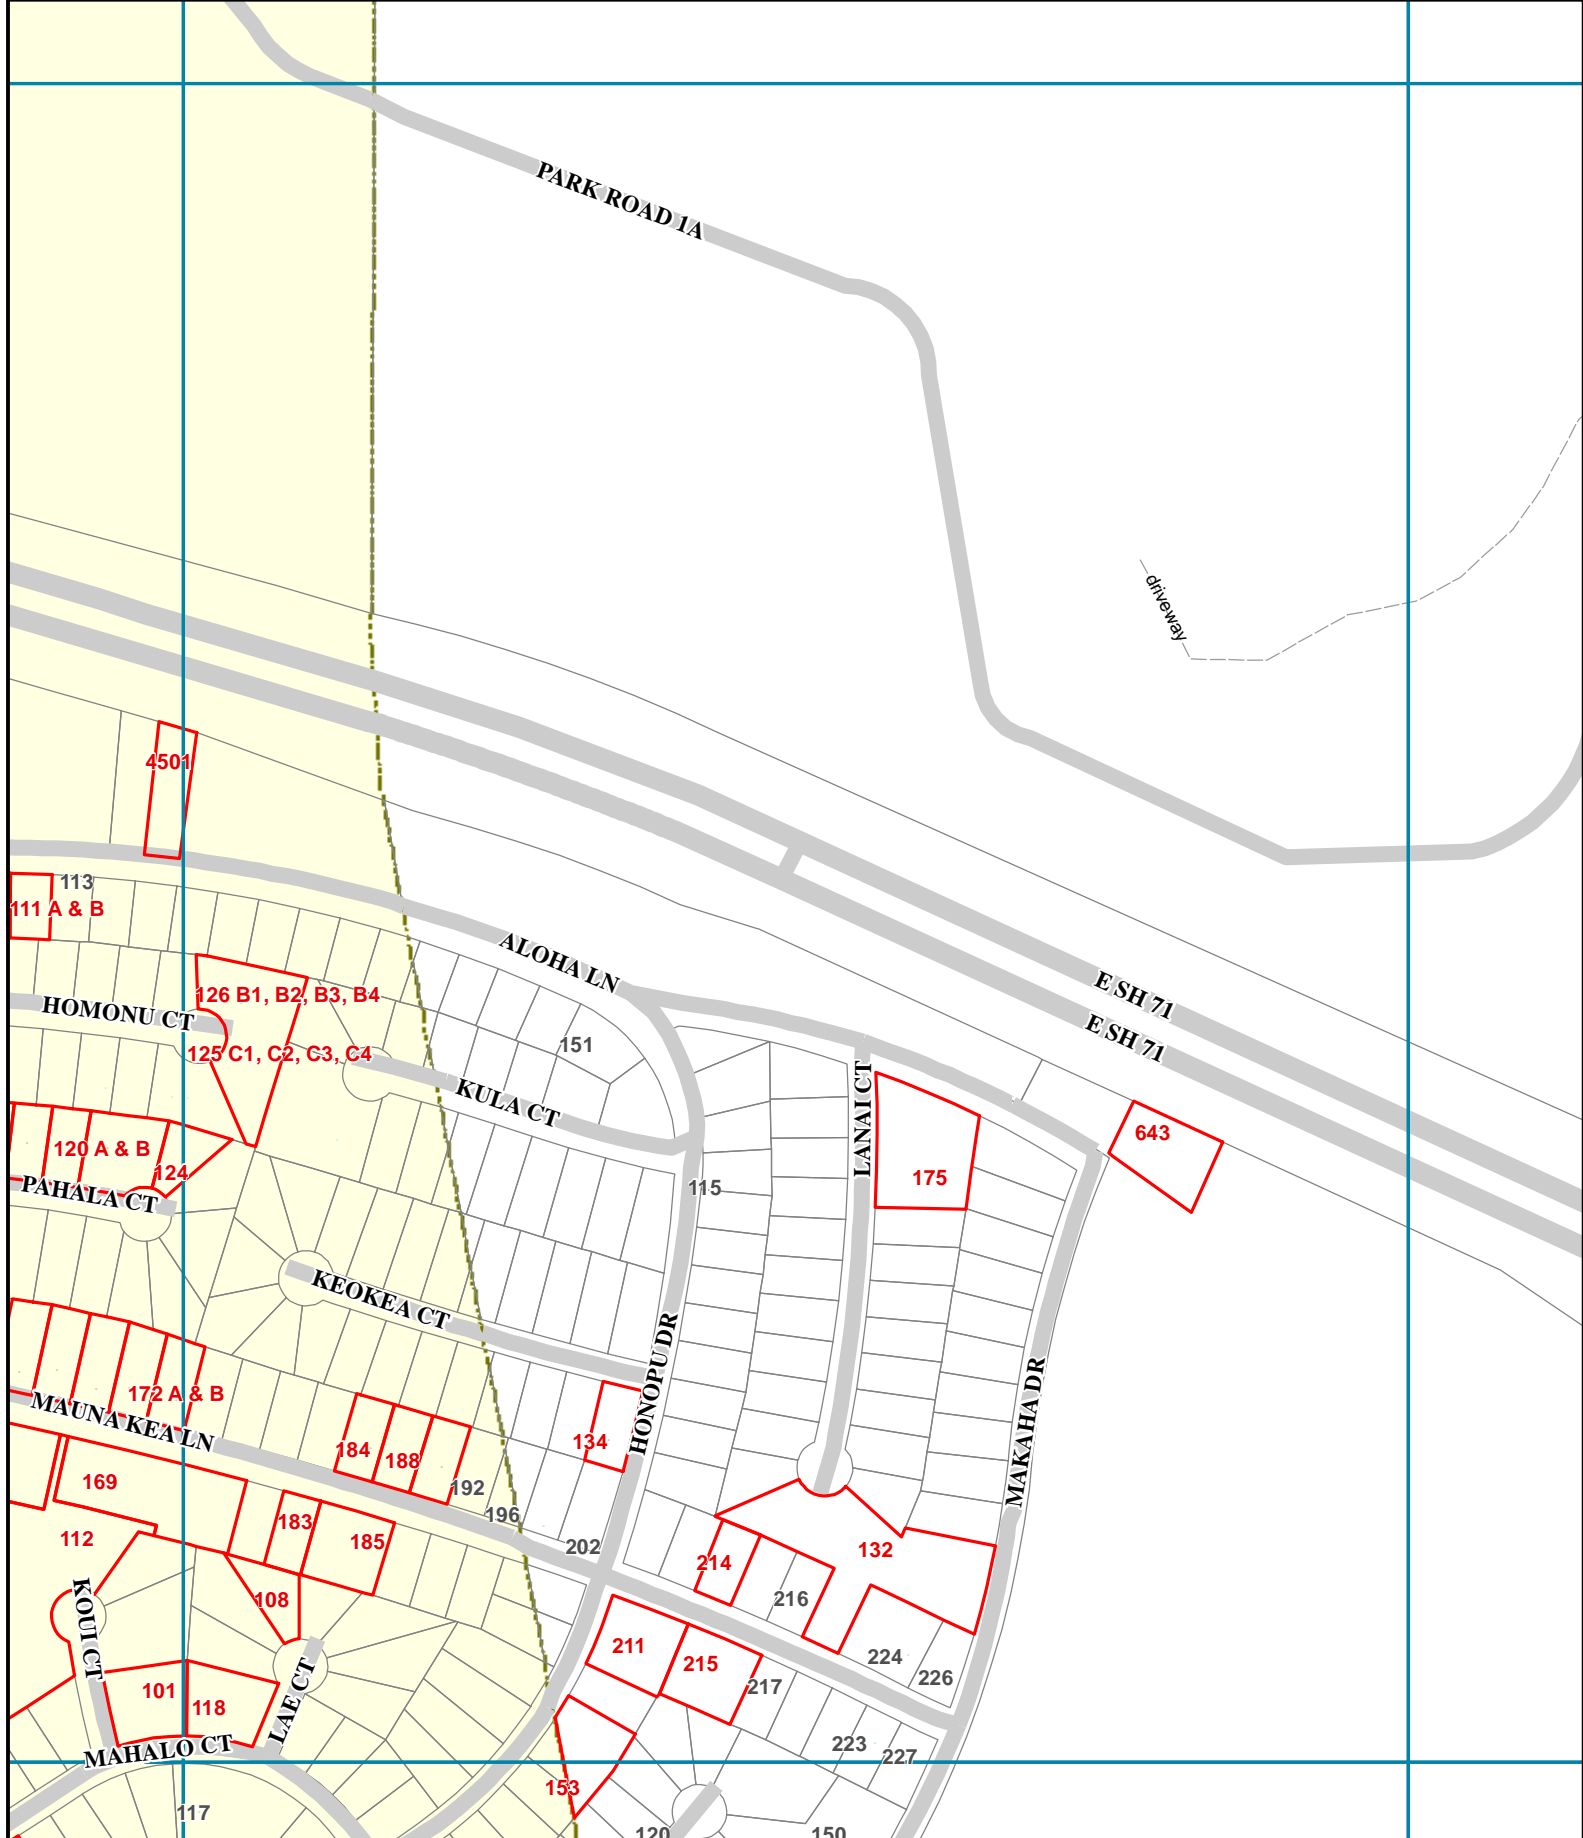 PARK ROAD 1A
driveway
4501
113
111 A & B
ALOHA LN
E SH 71
E SH 71
126 B1, B2, B3, B4
HOMONU CT
151
125 C1, C2, C3, C4
KULA CT
LANAI CT
643
120 A & B
124
175
115
PAHALA CT
KEOKEA CT
HONOPU DR
MAKAHA DR
172 A & B
MAUNA KEA LN
184
188
134
169
192
196
183
185
112
202
132
214
216
108
KOUI CT
211
215
224
226
217
101
118
LAE CT
MAHALO CT
223
227
153
117
120
150